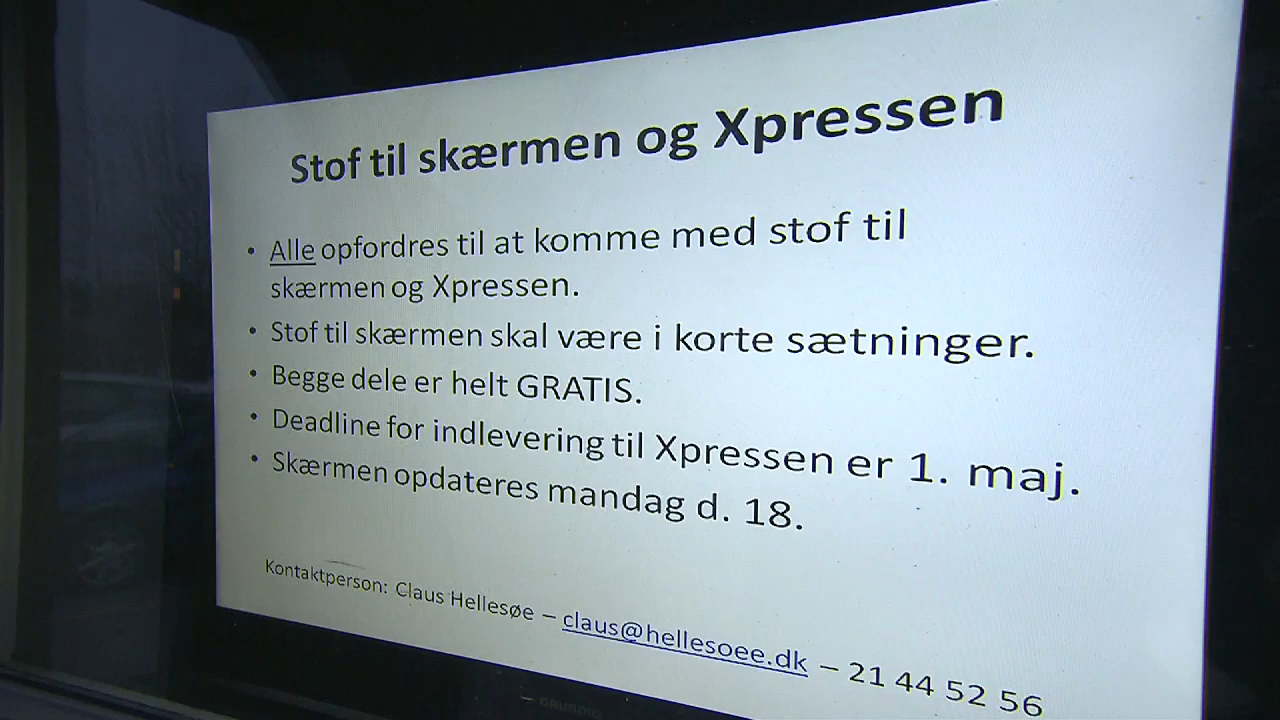 Stof til skærmen og Xpressen
• Alle opfordres til at komme med stof til
skærmen og Xpressen.
• Stof til skærmen skal være i korte sætninger.
• Begge dele er helt GRATIS.
• Deadline for indlevering til Xpressen er 1. maj.
• Skærmen opdateres mandag d. 18.
Kontaktperson: Claus Hellesøe – claus@hellesoee.dk – 21 44 52 56
GRUNDIG